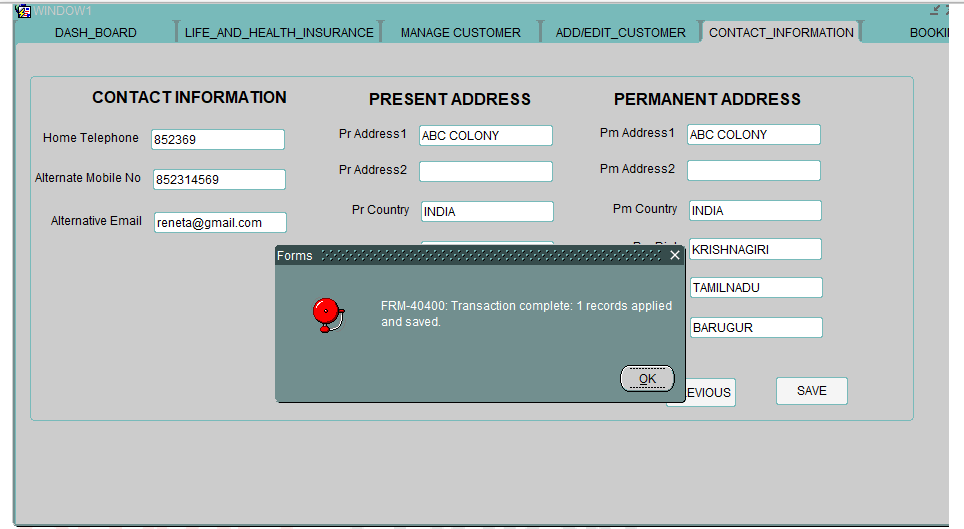 WINDOW1
DASH_BOARD LIFE_AND_HEALTH_INSURANCE MANAGE CUSTOMER ADD/EDIT_CUSTOMER CONTACT_INFORMATION
CONTACT INFORMATION PRESENT ADDRESS PERMANENT ADDRESS
Home Telephone 852369 Pr Address1 ABC COLONY Pm Address1 ABC COLONY
Alternate Mobile No 852314569 Pr Address2 Pm Address2
Alternative Email reneta@gmail.com Pr Country INDIA Pm Country INDIA
KRISHNAGIRI
Forms
FRM-40400: Transaction complete: 1 records applied
and saved.
OK
TAMILNADU
BARUGUR
SAVE